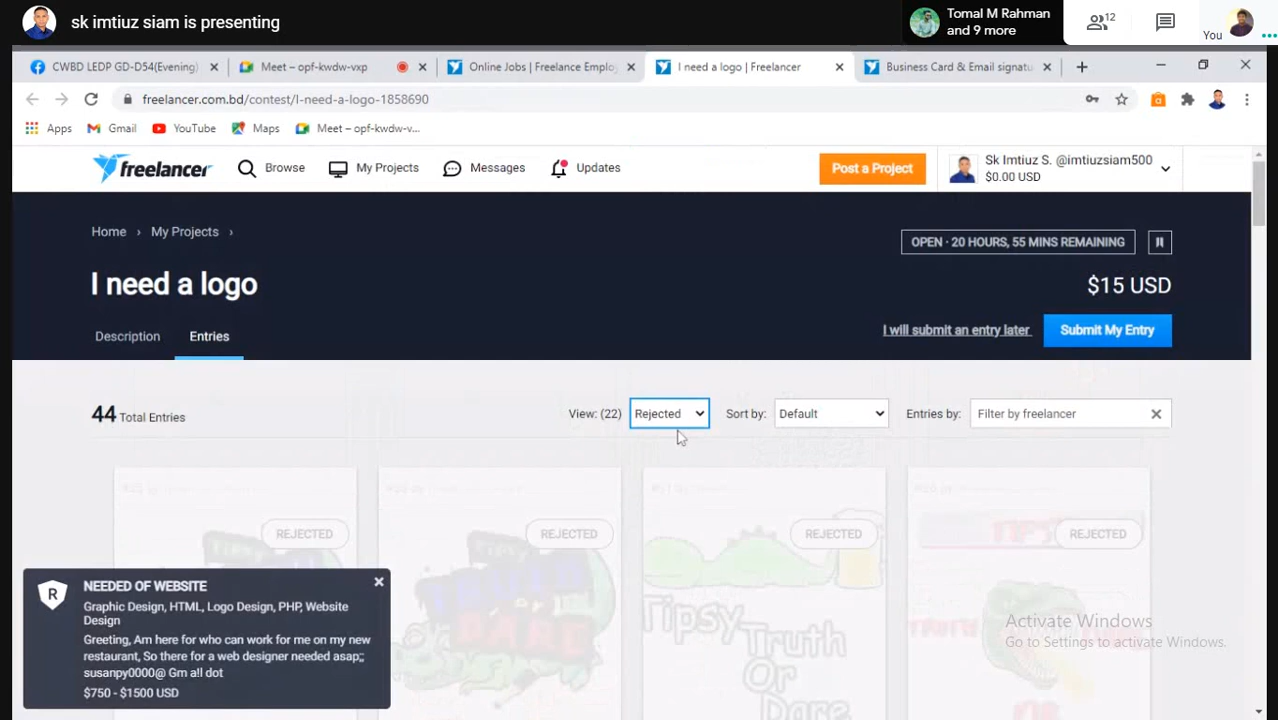 sk imtiuz siam is presenting
Tomal M Rahman
and 9 more
12
You
CWBD LEDP GD-D54(Evening)
Meet – opf-kwdw-vxp
Online Jobs | Freelance Emplo
I need a logo | Freelancer
Business Card & Email signatu
freelancer.com.bd/contest/I-need-a-logo-1858690
Apps
Gmail
YouTube
Maps
Meet – opf-kwdw-v...
freelancer
Browse
My Projects
Messages
Updates
Post a Project
Sk Imtiuz S. @imtiuzsiam500
$0.00 USD
Home › My Projects ›
OPEN · 20 HOURS, 55 MINS REMAINING
I need a logo
$15 USD
Description
Entries
I will submit an entry later
Submit My Entry
44 Total Entries
View: (22)
Rejected
Sort by:
Default
Entries by:
Filter by freelancer
REJECTED
REJECTED
REJECTED
REJECTED
Tipsy
Truth
Or
Dare
R
NEEDED OF WEBSITE
Graphic Design, HTML, Logo Design, PHP, Website
Design
Greeting, Am here for who can work for me on my new
restaurant, So there for a web designer needed asap;;
susanpy0000@ Gm a!l dot
$750 - $1500 USD
Activate Windows
Go to Settings to activate Windows.